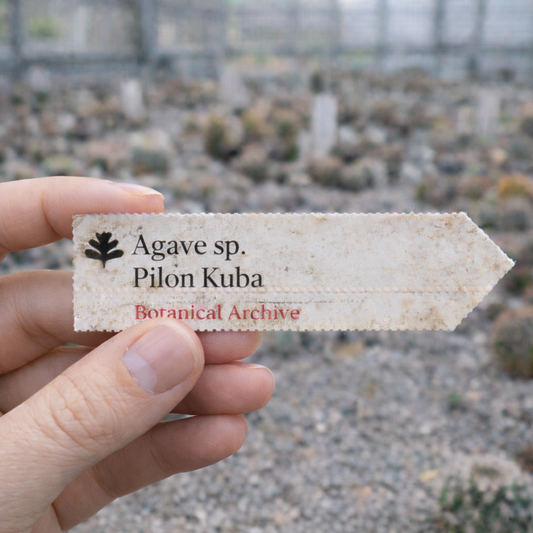 Agave sp.
Pilon Kuba
Botanical Archive